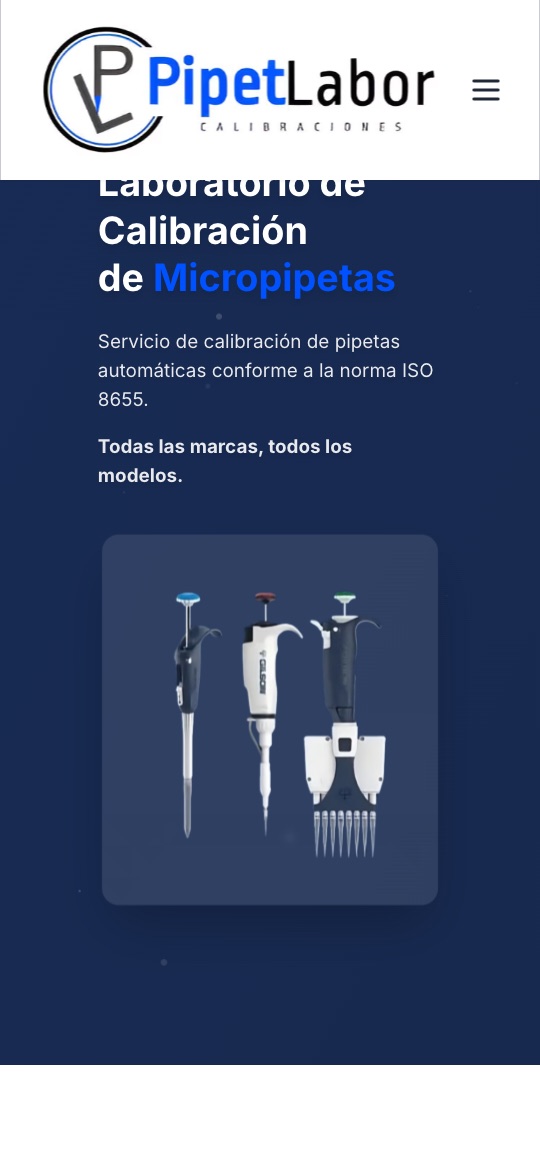 PipetLabor
CALIBRACIONES
Laboratorio de
Calibración
de Micropipetas
Servicio de calibración de pipetas
automáticas conforme a la norma ISO
8655.
Todas las marcas, todos los
modelos.
GILSON